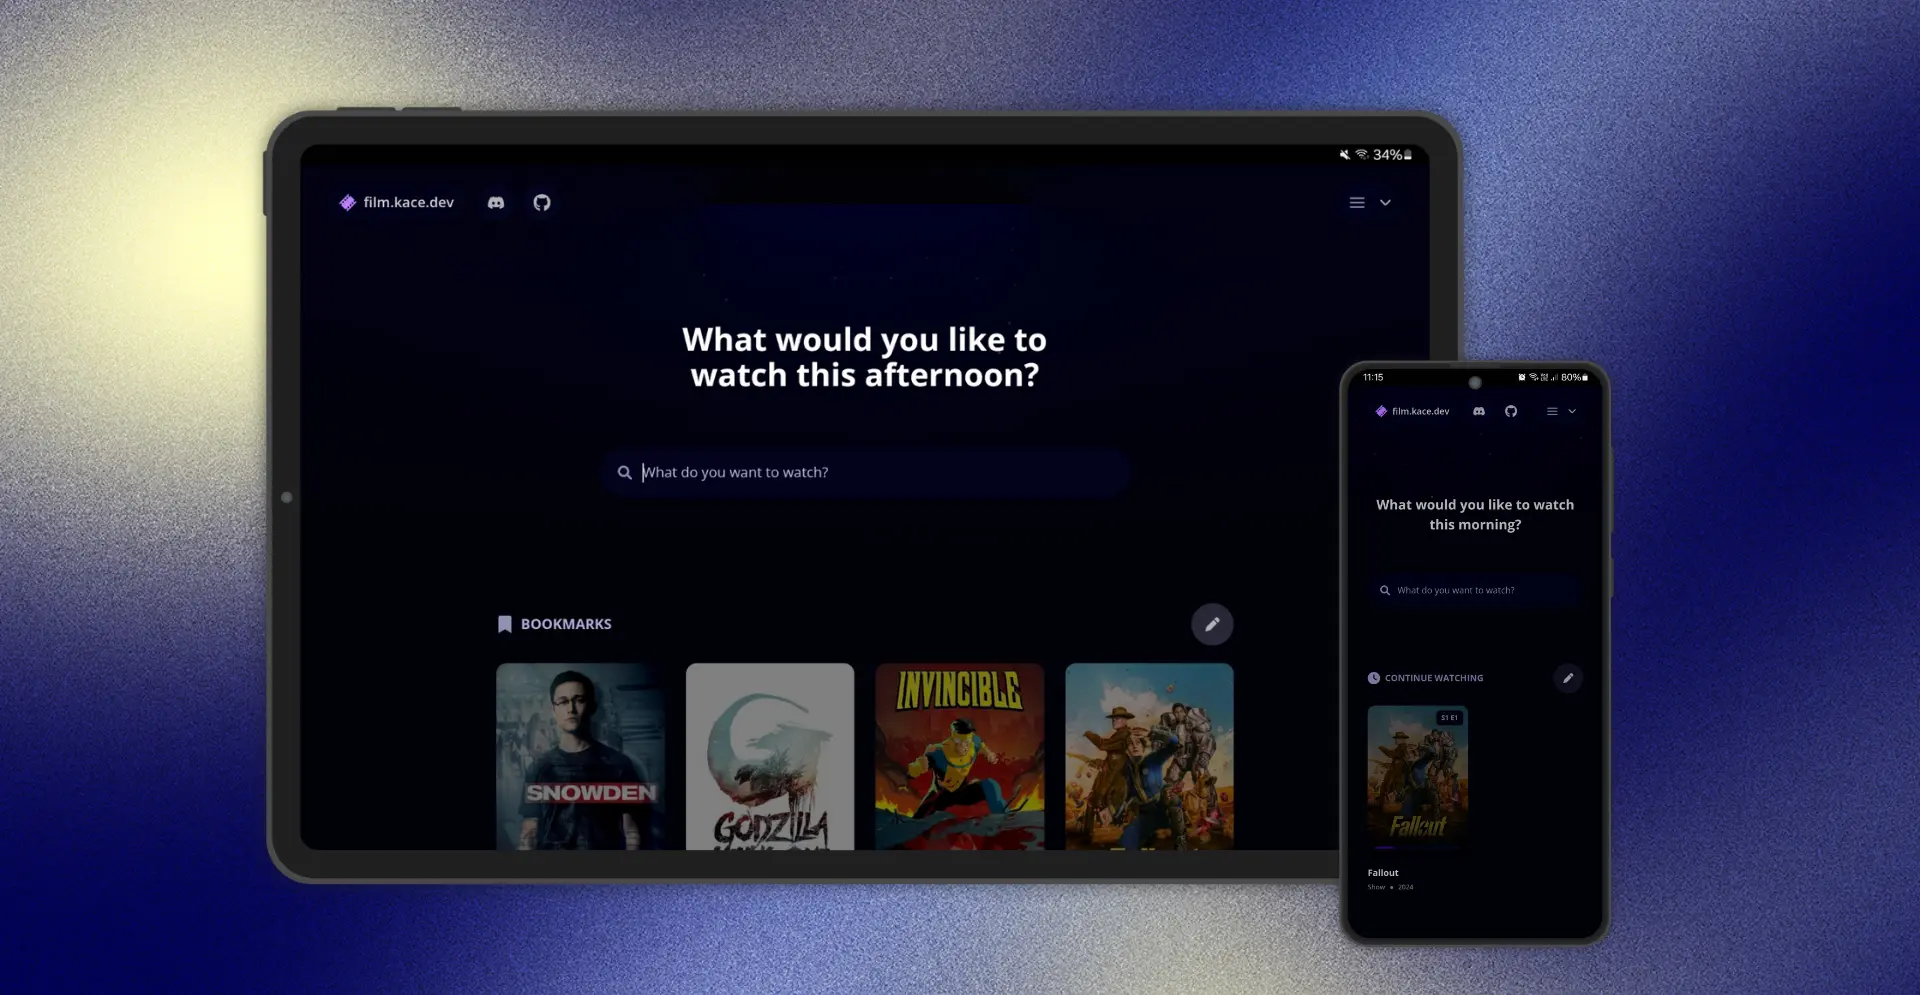 34%
film.kace.dev
What would you like to
watch this afternoon?
What do you want to watch?
BOOKMARKS
SNOWDEN
GODZILLA
INVINCIBLE
11:15
80%
film.kace.dev
What would you like to watch
this morning?
What do you want to watch?
CONTINUE WATCHING
S1 E1
Fallout
Fallout
Show • 2024